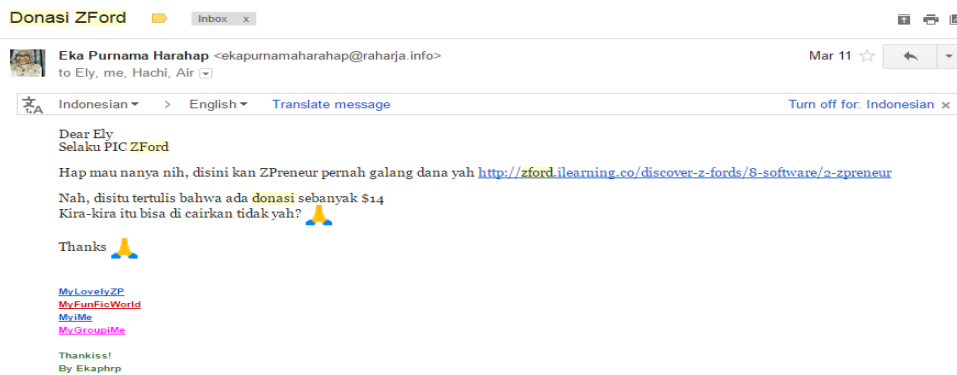 Donasi ZFord
Inbox x
Eka Purnama Harahap <ekapurnamaharahap@raharja.info>
Mar 11
to Ely, me, Hachi, Air
Indonesian > English Translate message
Turn off for: Indonesian x
Dear Ely
Selaku PIC ZFord
Hap mau nanya nih, disini kan ZPreneur pernah galang dana yah http://zford.ilearning.co/discover-z-fords/8-software/2-zpreneur
Nah, disitu tertulis bahwa ada donasi sebanyak $14
Kira-kira itu bisa di cairkan tidak yah?
Thanks
MyLovelyZP
MyFunFicWorld
MyiMe
MyGroupiMe
Thankiss!
By Ekaphrp